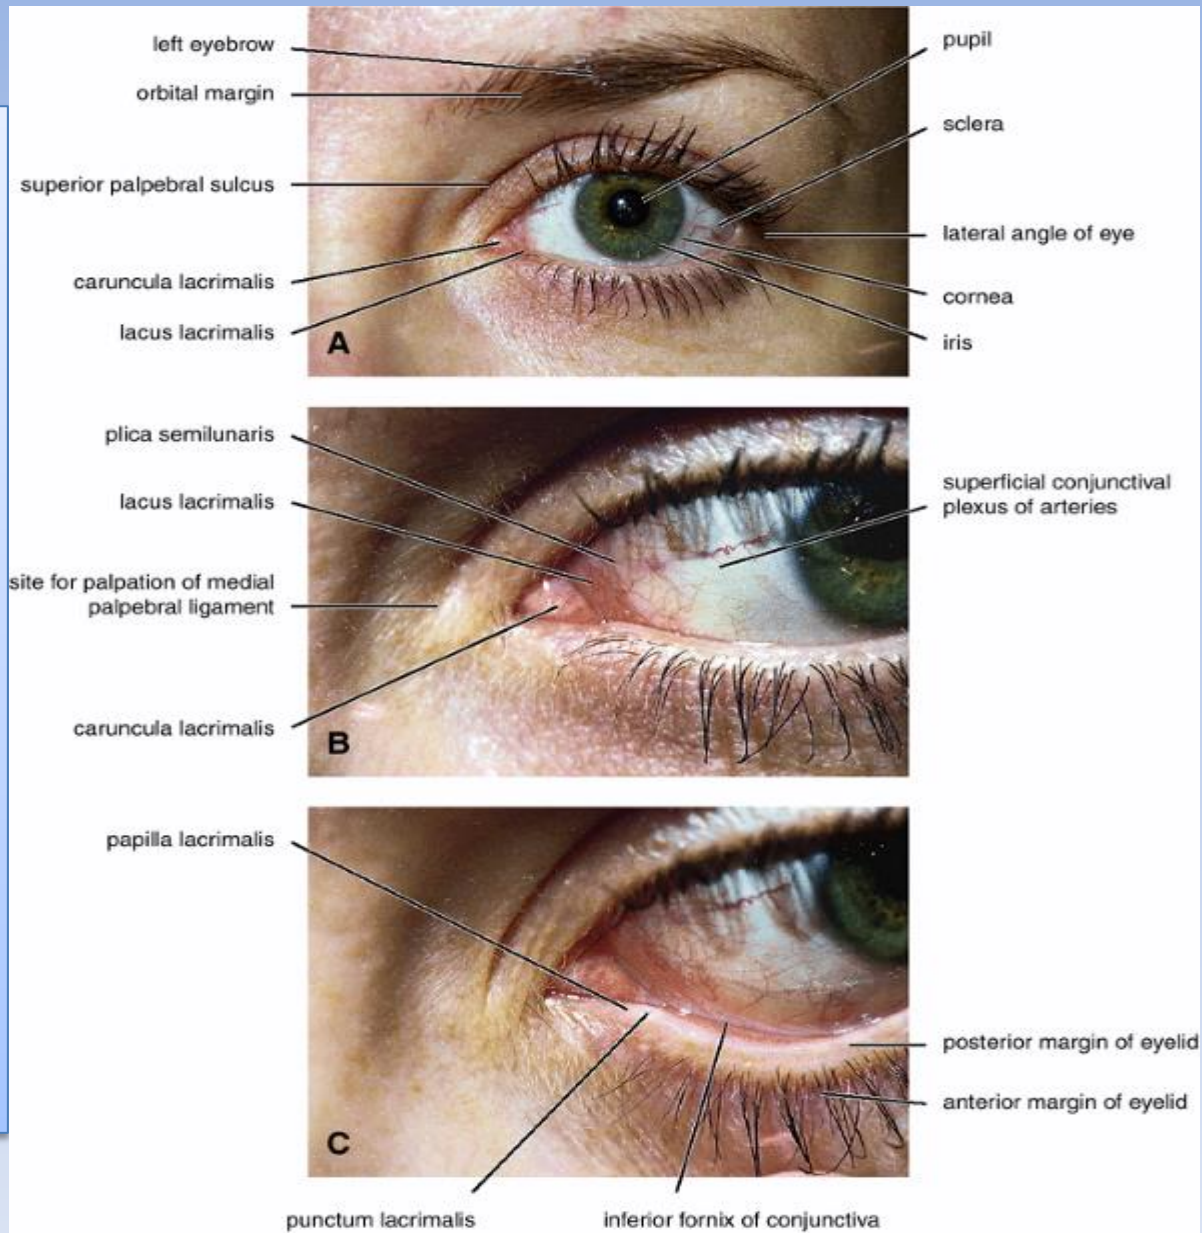 left eyebrow
orbital margin
superior palpebral sulcus
caruncula lacrimalis
lacus lacrimalis
pupil
sclera
lateral angle of eye
cornea
iris
A
plica semilunaris
lacus lacrimalis
site for palpation of medial
palpebral ligament
caruncula lacrimalis
superficial conjunctival
plexus of arteries
B
papilla lacrimalis
posterior margin of eyelid
anterior margin of eyelid
C
punctum lacrimalis
inferior fornix of conjunctiva